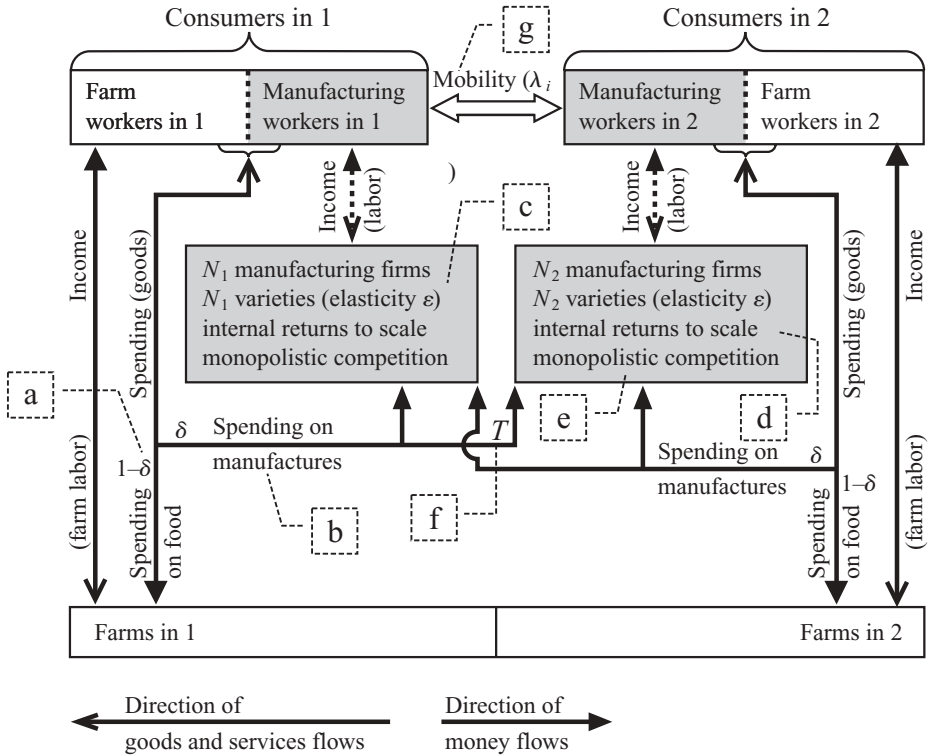 Consumers in 1
Consumers in 2
g
Mobility (λi
)
Farm
workers in 1
Manufacturing
workers in 1
Manufacturing
workers in 2
Farm
workers in 2
Income
(labor)
Income
(labor)
c
Income
(farm labor)
Spending (goods)
N1 manufacturing firms
N1 varieties (elasticity ε)
internal returns to scale
monopolistic competition
N2 manufacturing firms
N2 varieties (elasticity ε)
internal returns to scale
monopolistic competition
Spending (goods)
Income
(farm labor)
a
e
d
δ
Spending on
manufactures
T
Spending on
manufactures
δ
1–δ
1–δ
b
f
Spending
on food
Spending
on food
Farms in 1
Farms in 2
Direction of
goods and services flows
Direction of
money flows